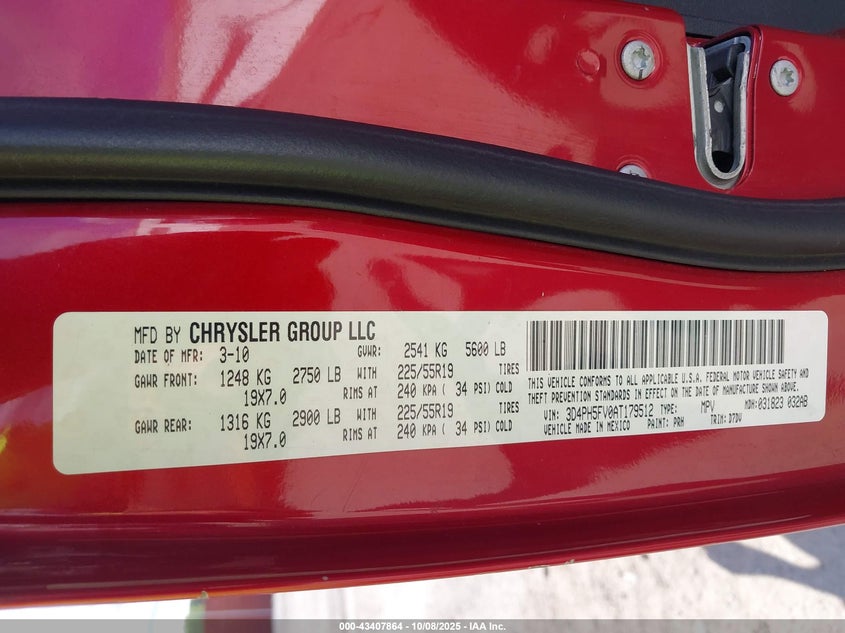 MFD BY CHRYSLER GROUP LLC
DATE OF MFR: 3-10 GVWR: 2541 KG 5600 LB
GAWR FRONT: 1248 KG 2750 LB WITH 225/55R19 TIRES
19X7.0 RIMS AT 240 KPA ( 34 PSI) COLD
GAWR REAR: 1316 KG 2900 LB WITH 225/55R19 TIRES
19X7.0 RIMS AT 240 KPA ( 34 PSI) COLD
THIS VEHICLE CONFORMS TO ALL APPLICABLE U.S.A. FEDERAL MOTOR VEHICLE SAFETY AND
THEFT PREVENTION STANDARDS IN EFFECT ON THE DATE OF MANUFACTURE SHOWN ABOVE.
VIN: 3D4PH5FV0AT179512 TYPE: MPV MDH: 031823 032AB
VEHICLE MADE IN MEXICO PAINT: PRH TRIM: D7DV
000-43407864 - 10/08/2025 - IAA Inc.